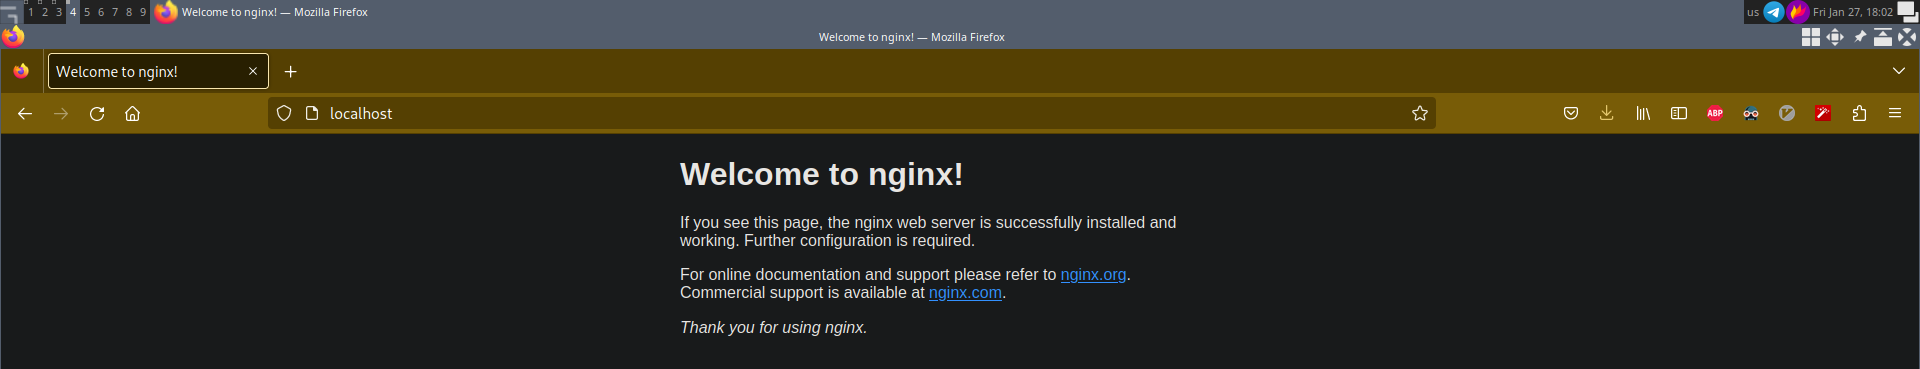 1 2 3 4 5 6 7 8 9 Welcome to nginx! — Mozilla Firefox us Fri Jan 27, 18:02
Welcome to nginx! — Mozilla Firefox
Welcome to nginx!
localhost ABP
Welcome to nginx!
If you see this page, the nginx web server is successfully installed and
working. Further configuration is required.
For online documentation and support please refer to nginx.org.
Commercial support is available at nginx.com.
Thank you for using nginx.